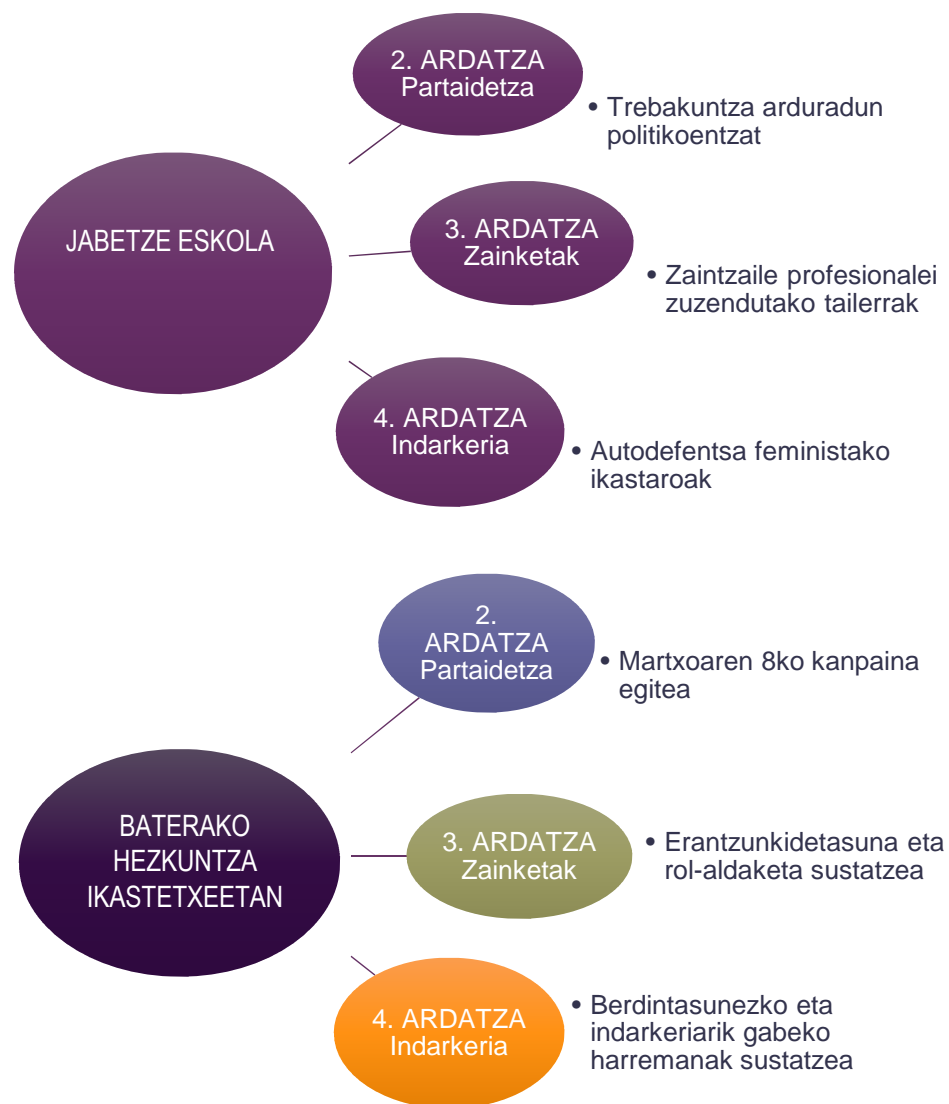 2. ARDATZA
Partaidetza
• Trebakuntza arduradun
politikoentzat
JABETZE ESKOLA
3. ARDATZA
Zainketak
• Zaintzaile profesionalei
zuzendutako tailerrak
4. ARDATZA
Indarkeria
• Autodefentsa feministako
ikastaroak
2.
ARDATZA
Partaidetza
• Martxoaren 8ko kanpaina
egitea
BATERAKO
HEZKUNTZA
IKASTETXEETAN
3. ARDATZA
Zainketak
• Erantzunkidetasuna eta
rol-aldaketa sustatzea
4. ARDATZA
Indarkeria
• Berdintasunezko eta
indarkeriarik gabeko
harremanak sustatzea